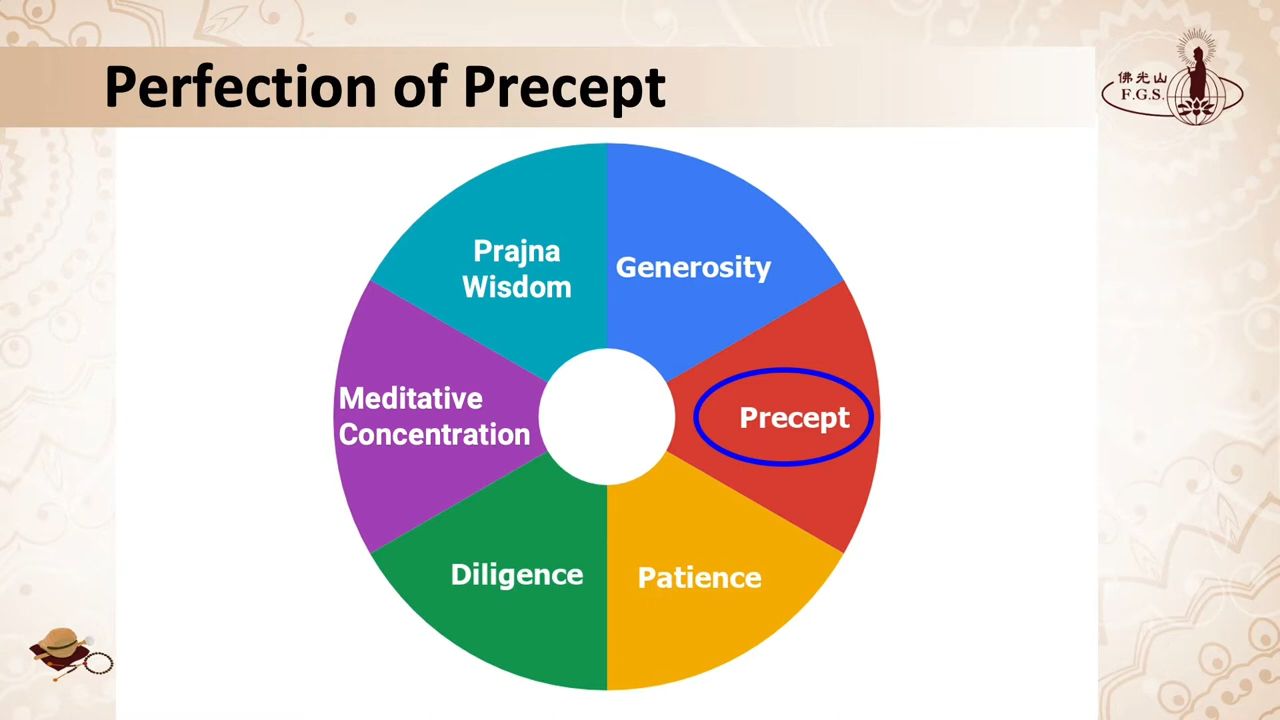 Perfection of Precept
佛光山
F.G.S.
Prajna
Wisdom
Generosity
Meditative
Concentration
Precept
Diligence
Patience